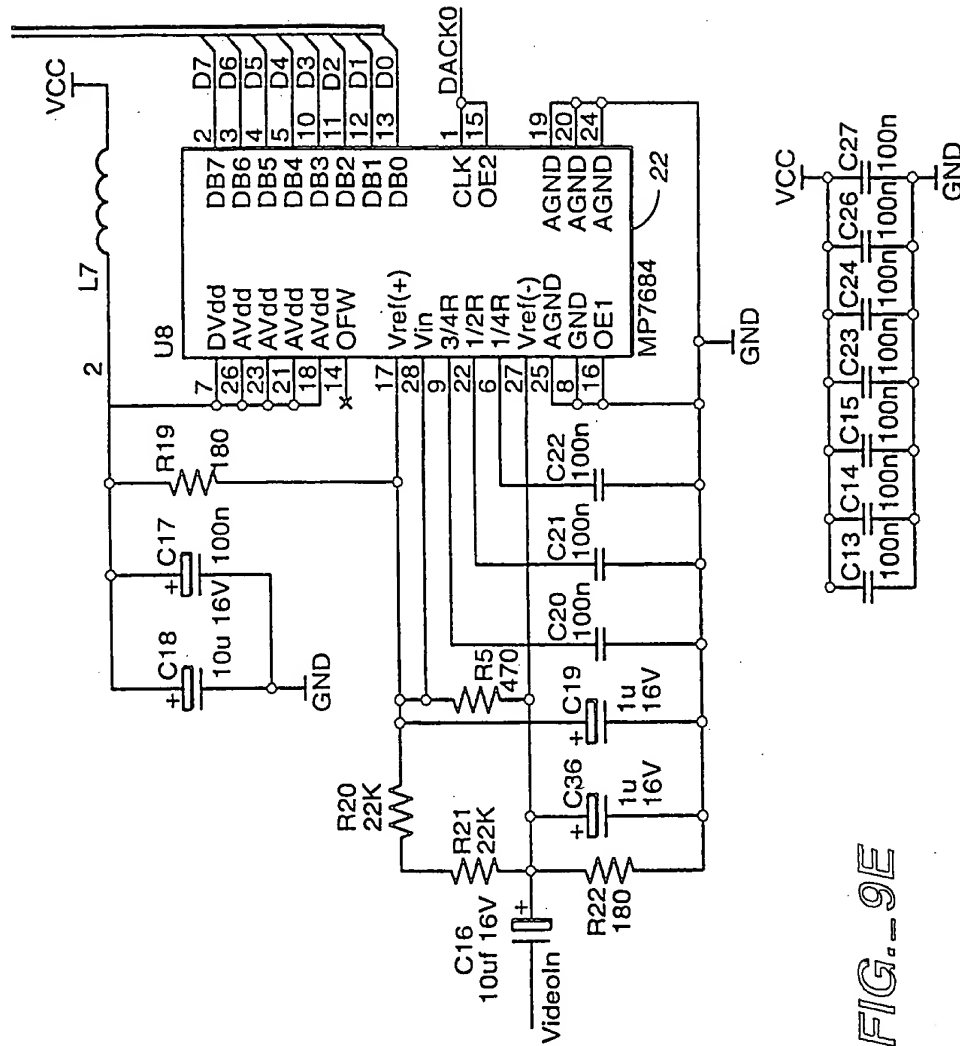 VCC
L7
2
R19
180
C17
100n
C18
10u 16V
GND
U8
7 DVdd DB7 2 D7
26 AVdd DB6 3 D6
23 AVdd DB5 4 D5
21 AVdd DB4 5 D4
18 AVdd DB3 10 D3
14 OFW DB2 11 D2
DB1 12 D1
17 Vref(+) DB0 13 D0
28 Vin
9 3/4R CLK 1 DACK0
22 1/2R OE2 15
6 1/4R
27 Vref(-) AGND 19
25 AGND AGND 20
8 GND AGND 24
16 OE1
MP7684
22
GND
R20
22K
R21
22K
C16
10uf 16V
VideoIn
R22
180
R5
470
C36
1u
16V
C19
1u
16V
C20
100n
C21
100n
C22
100n
VCC
C13 C14 C15 C23 C24 C26 C27
100n 100n 100n 100n 100n 100n 100n
GND
FIG._9E